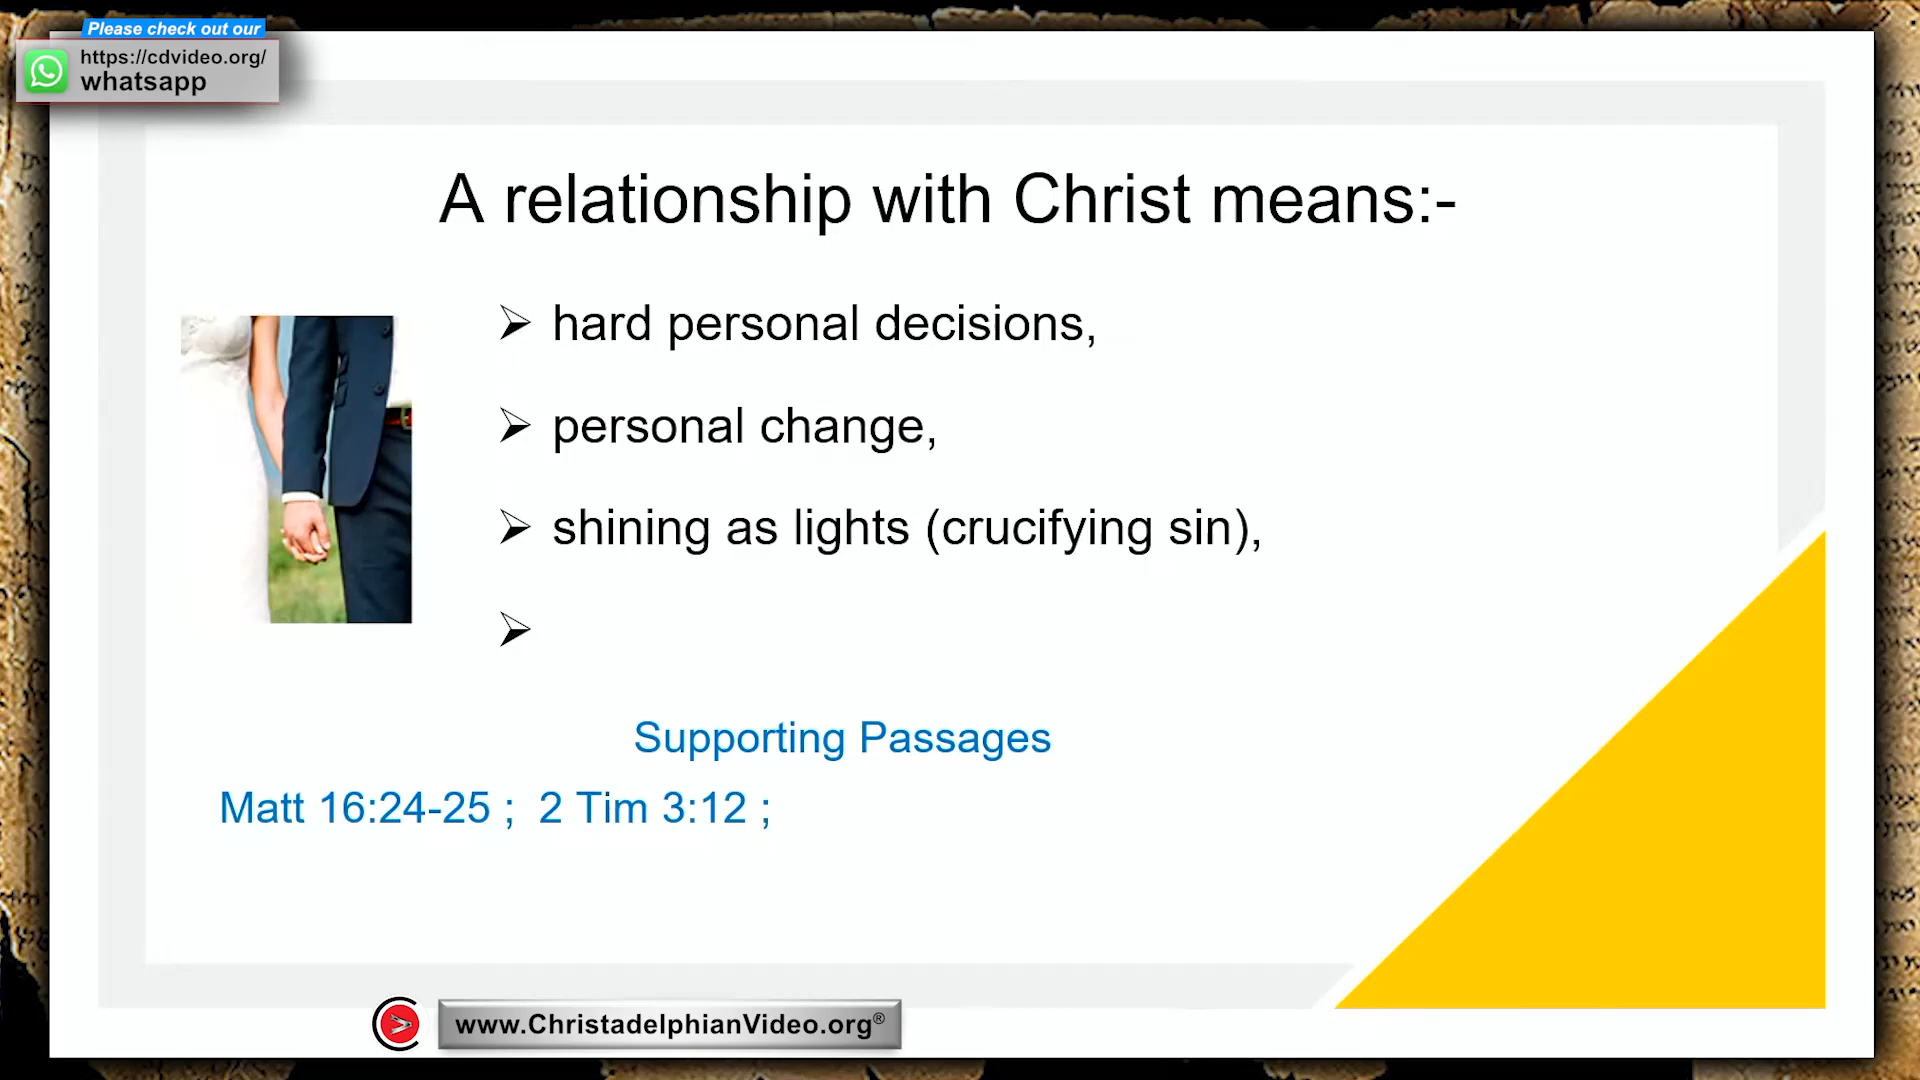 Please check out our
https://cdvideo.org/
whatsapp
A relationship with Christ means:-
➢ hard personal decisions,
➢ personal change,
➢ shining as lights (crucifying sin),
➢
Supporting Passages
Matt 16:24-25 ; 2 Tim 3:12 ;
www.ChristadelphianVideo.org®